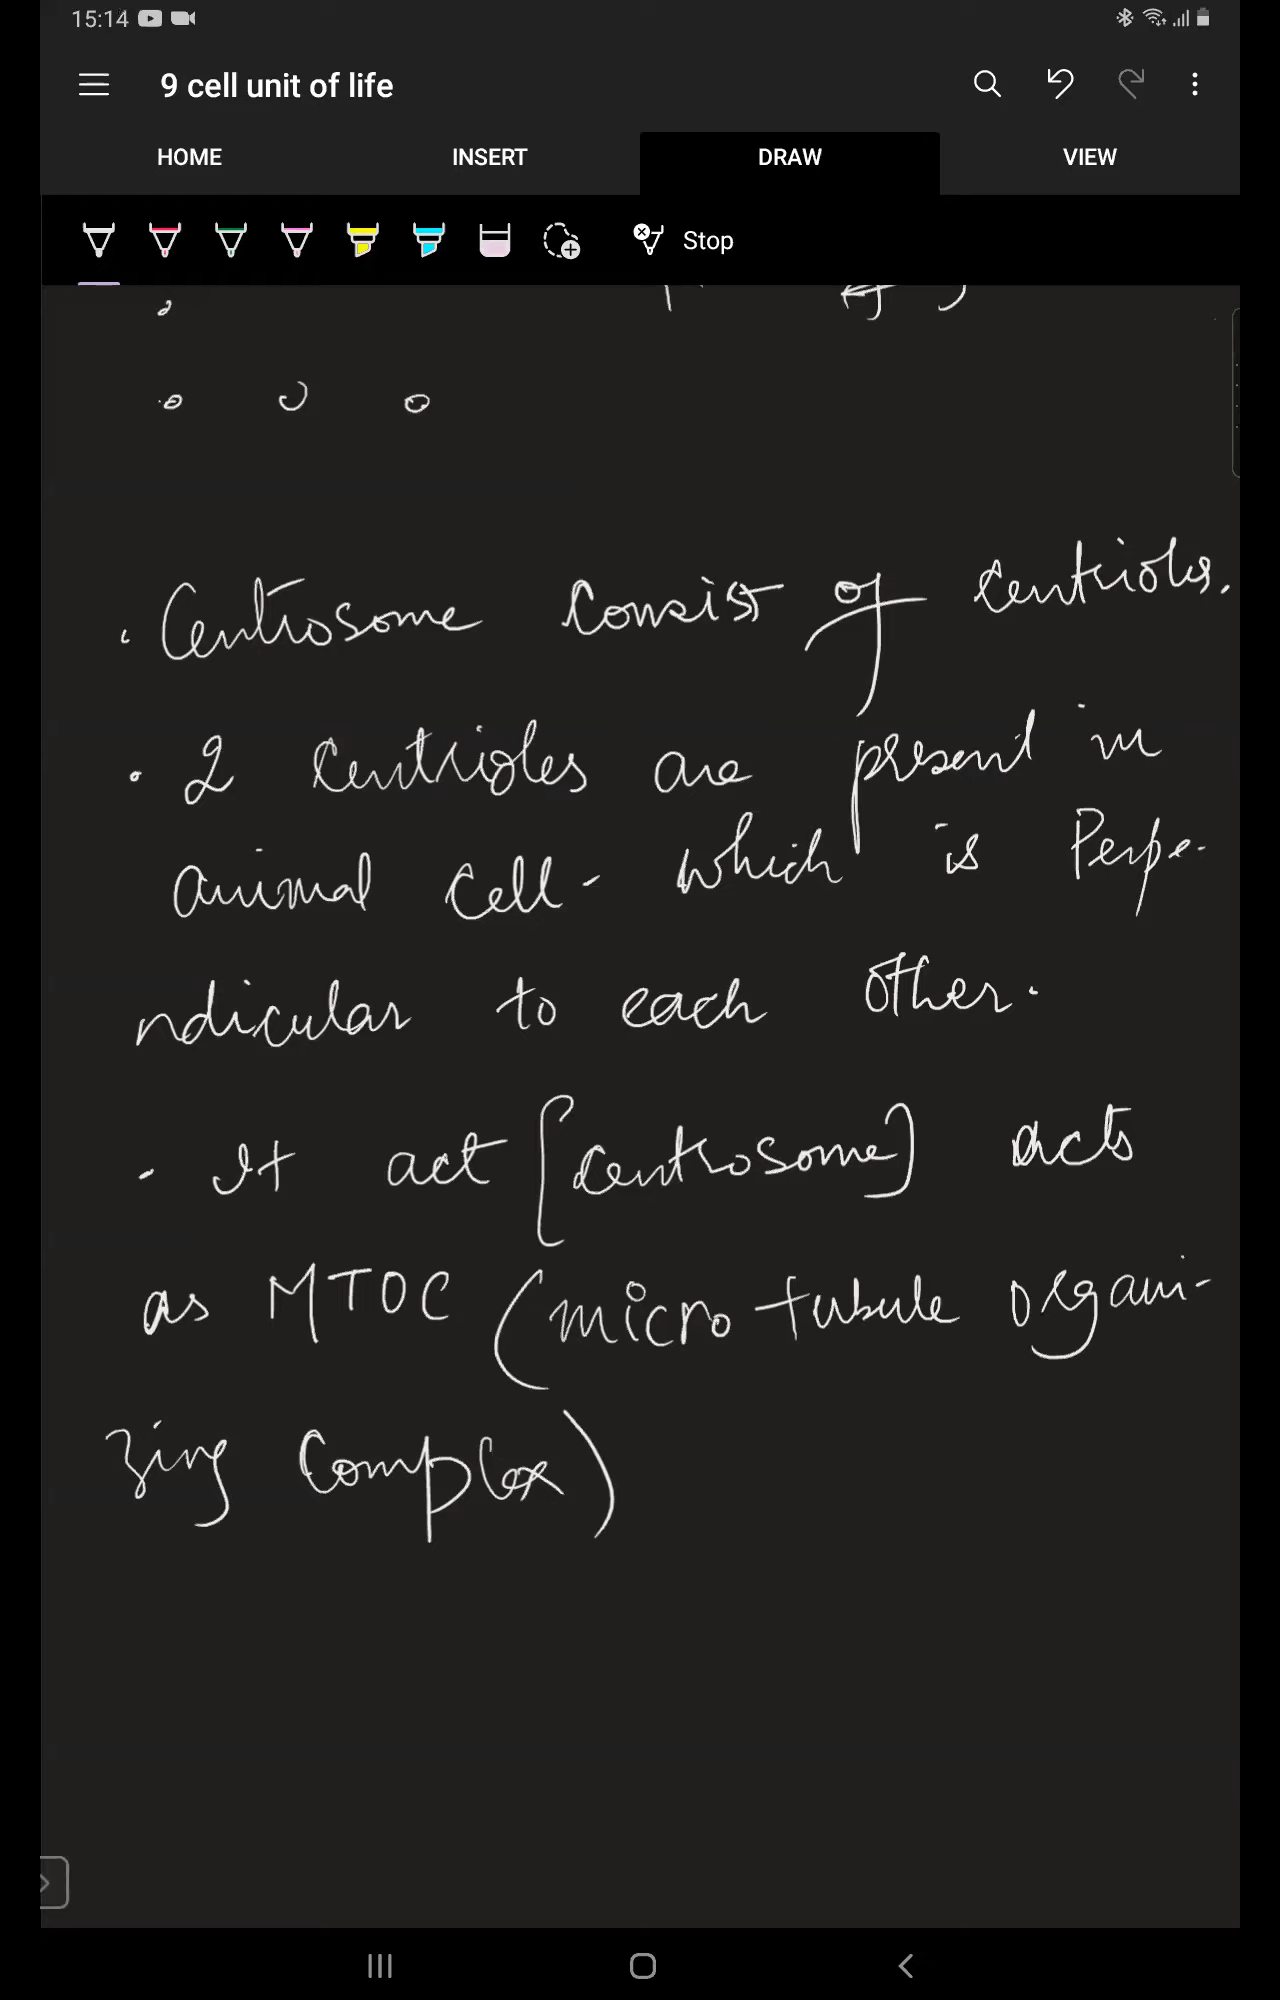 15:14
9 cell unit of life
HOME INSERT DRAW VIEW
Stop
. Centrosome consist of centrioles.
. 2 centrioles are present in
animal cell - which is Perpe-
ndicular to each other.
- It act [centrosome] acts
as MTOC (micro tubule organi-
zing complex)